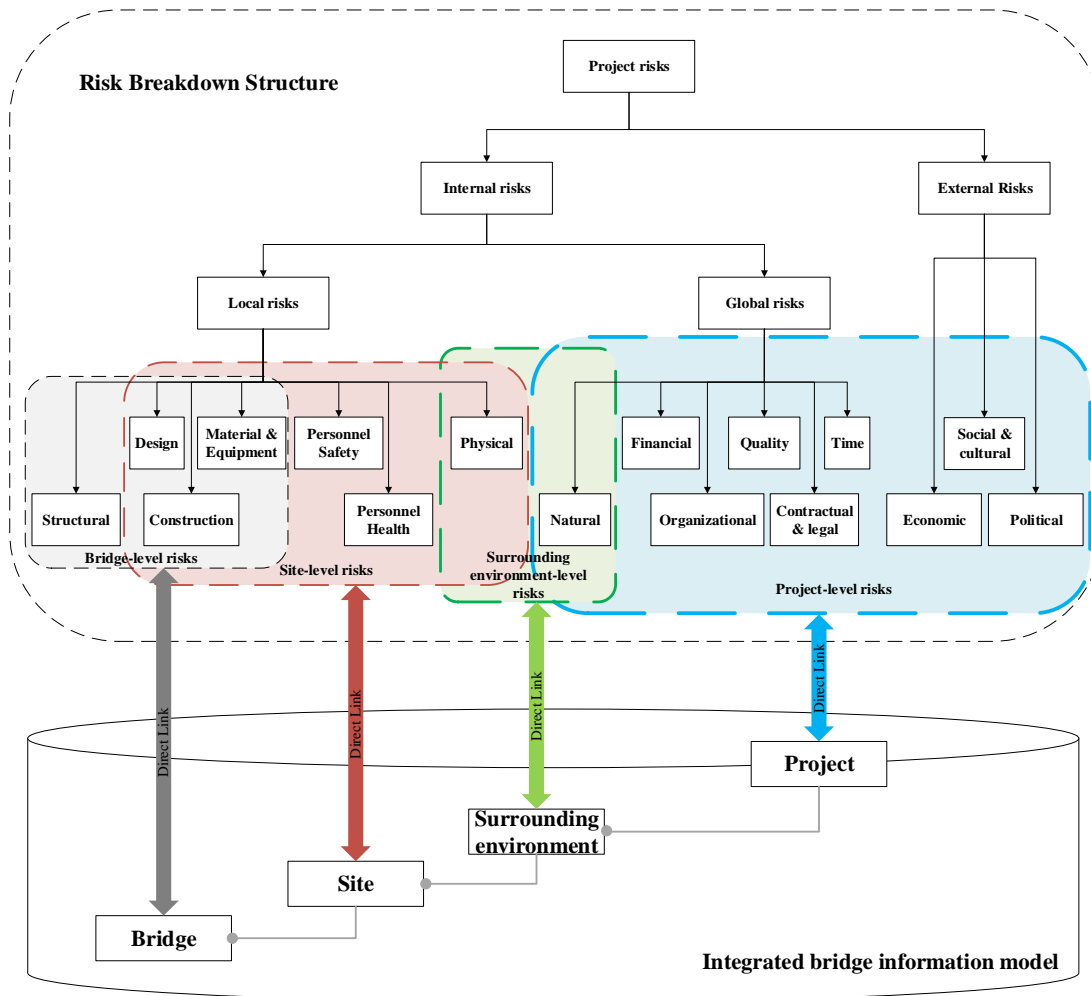 Risk Breakdown Structure
Project risks
Internal risks
External Risks
Local risks
Global risks
Design
Material &
Equipment
Personnel
Safety
Physical
Financial
Quality
Time
Social &
cultural
Structural
Construction
Personnel
Health
Natural
Organizational
Contractual
& legal
Economic
Political
Bridge-level risks
Site-level risks
Surrounding
environment-level
risks
Project-level risks
Direct Link
Direct Link
Direct Link
Direct Link
Project
Surrounding
environment
Site
Bridge
Integrated bridge information model